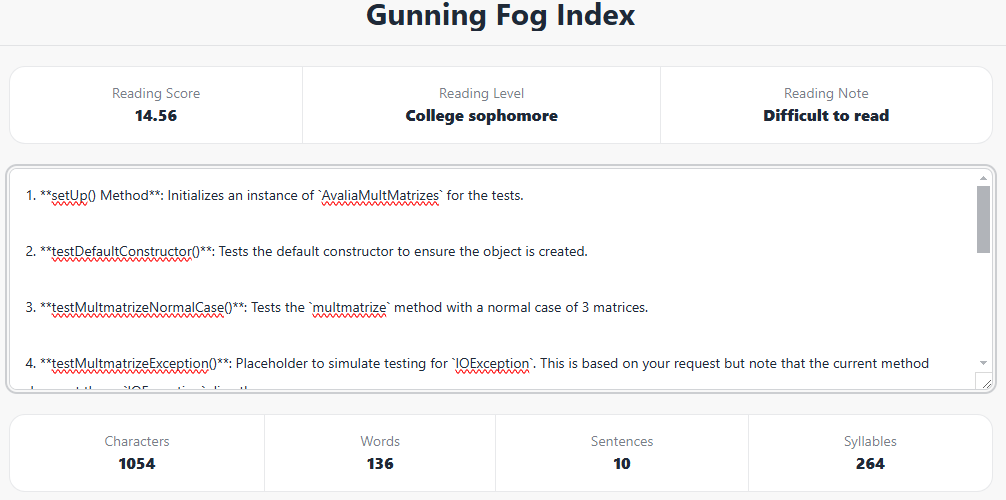 Gunning Fog Index
Reading Score
14.56
Reading Level
College sophomore
Reading Note
Difficult to read
1. **setUp() Method**: Initializes an instance of `AvaliaMultMatrizes` for the tests.
2. **testDefaultConstructor()**: Tests the default constructor to ensure the object is created.
3. **testMultmatrizeNormalCase()**: Tests the `multmatrize` method with a normal case of 3 matrices.
4. **testMultmatrizeException()**: Placeholder to simulate testing for `IOException`. This is based on your request but note that the current method
Characters
1054
Words
136
Sentences
10
Syllables
264